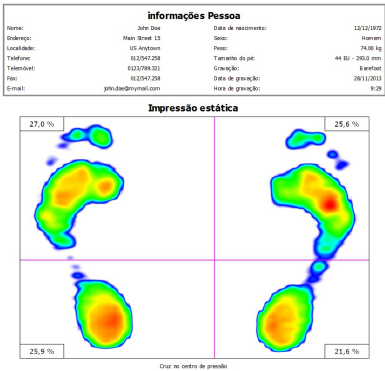 informações Pessoa
Nome: John Doe Data de nascimento: 12/12/1972
Endereço: Main Street 15 Sexo: Homem
Localidade: US Anytown Peso: 74.00 kg
Telefone: 012/547.258 Tamanho do pé: 44 EU - 293.0 mm
Telemóvel: 0123/789.321 Gravação: Barefoot
Fax: 012/547.258 Data de gravação: 28/11/2013
E-mail: john.doe@mymail.com Hora de gravação: 9:29
Impressão estática
27,0 % 25,6 %
25,9 % 21,6 %
Cruz no centro de pressão